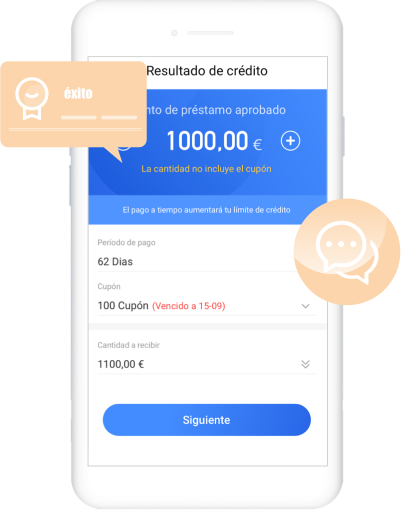 Resultado de crédito
éxito
nto de préstamo aprobado
1000,00 €
La cantidad no incluye el cupón
El pago a tiempo aumentará tu límite de crédito
Período de pago
62 Dias
Cupón
100 Cupón (Vencido a 15-09)
Cantidad a recibir
1100,00 €
Siguiente